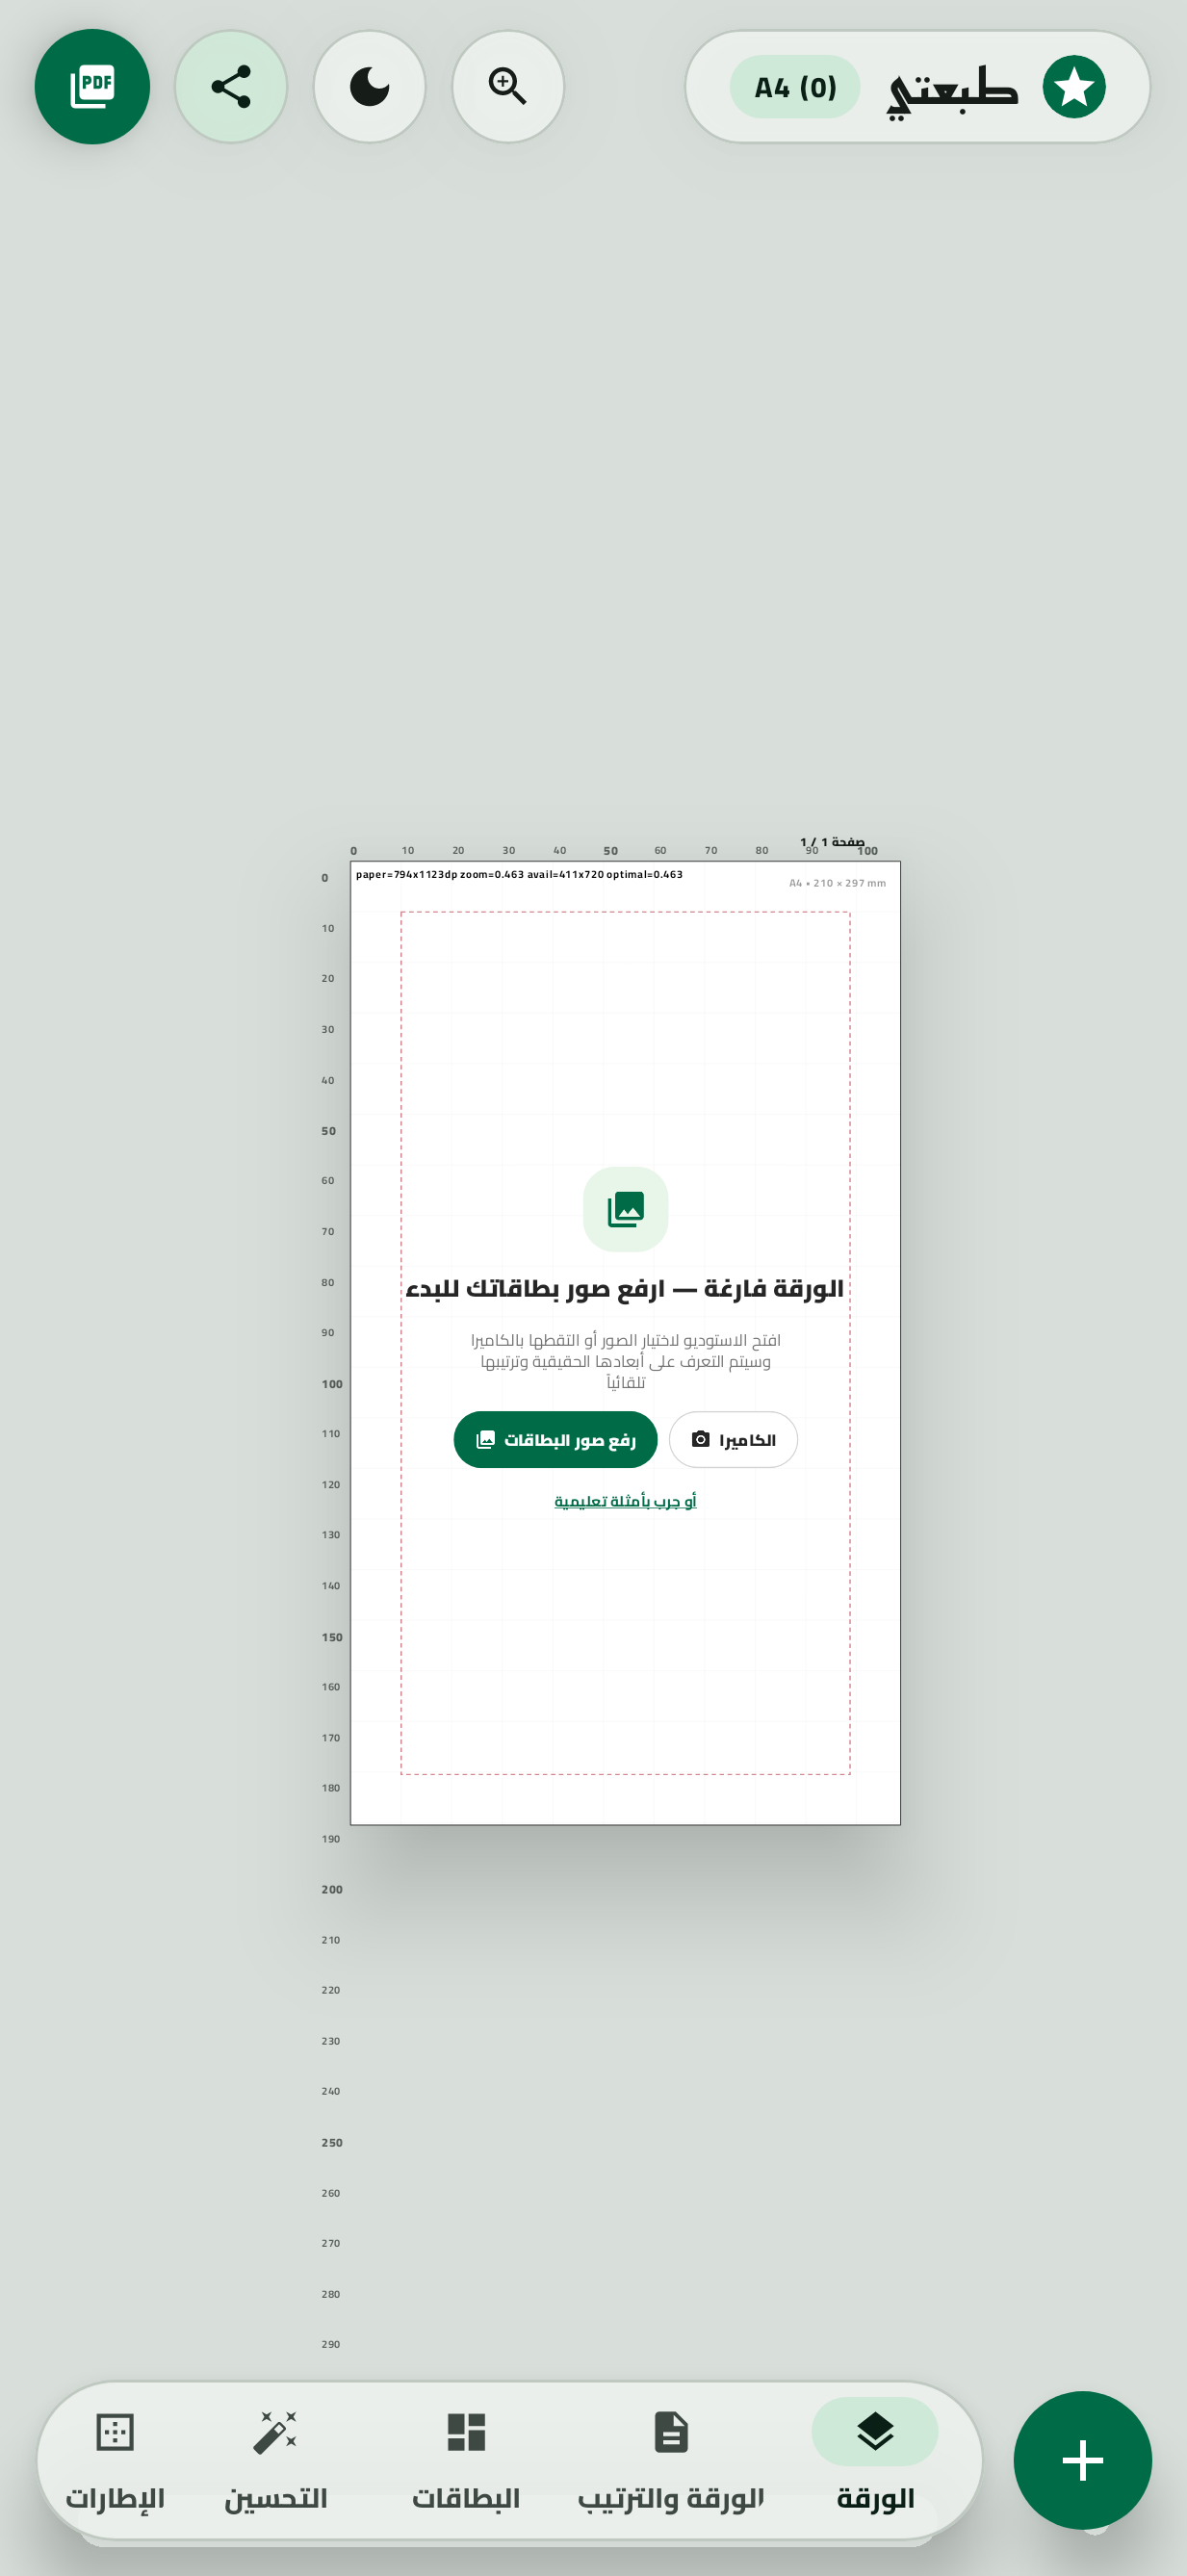 طبعتي
A4 (0)
صفحة 1 / 1
0 10 20 30 40 50 60 70 80 90 100
paper=794x1123dp zoom=0.463 avail=411x720 optimal=0.463
A4 • 210 × 297 mm
0
10
20
30
40
50
60
70
80
90
100
110
120
130
140
150
160
170
180
190
200
210
220
230
240
250
260
270
280
290
الورقة فارغة — ارفع صور بطاقاتك للبدء
افتح الاستوديو لاختيار الصور أو التقطها بالكاميرا
وسيتم التعرف على أبعادها الحقيقية وترتيبها
تلقائياً
الكاميرا
رفع صور البطاقات
أو جرب بأمثلة تعليمية
الورقة
الورقة والترتيب
البطاقات
التحسين
الإطارات
PDF